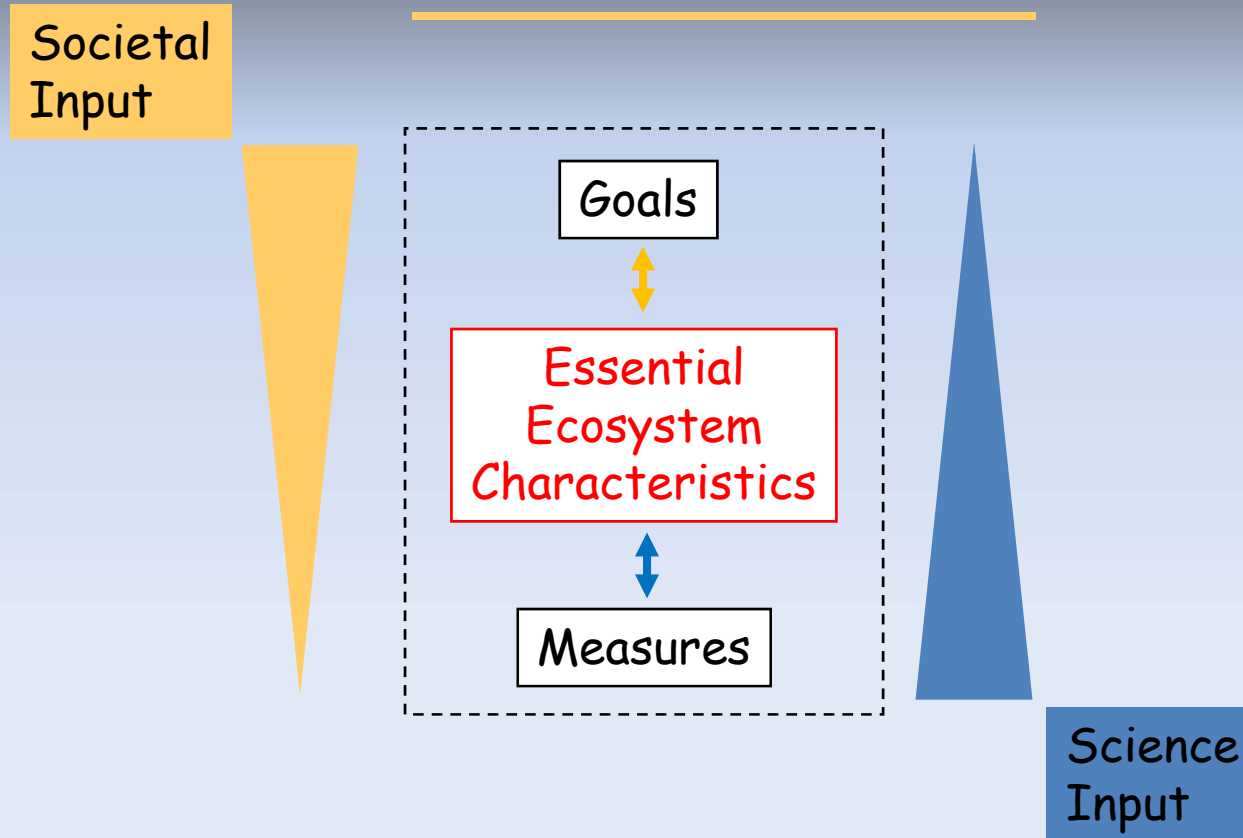 Societal
Input
Goals
Essential
Ecosystem
Characteristics
Measures
Science
Input